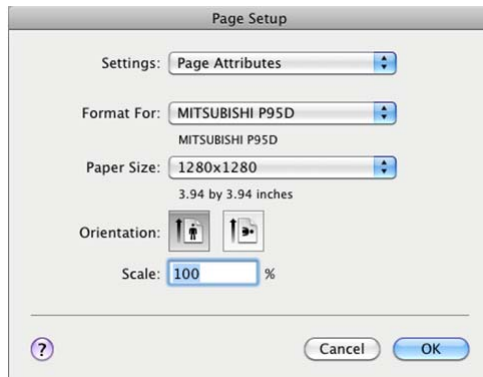 Page Setup
Settings: Page Attributes
Format For: MITSUBISHI P95D
MITSUBISHI P95D
Paper Size: 1280x1280
3.94 by 3.94 inches
Orientation:
Scale: 100 %
? Cancel OK